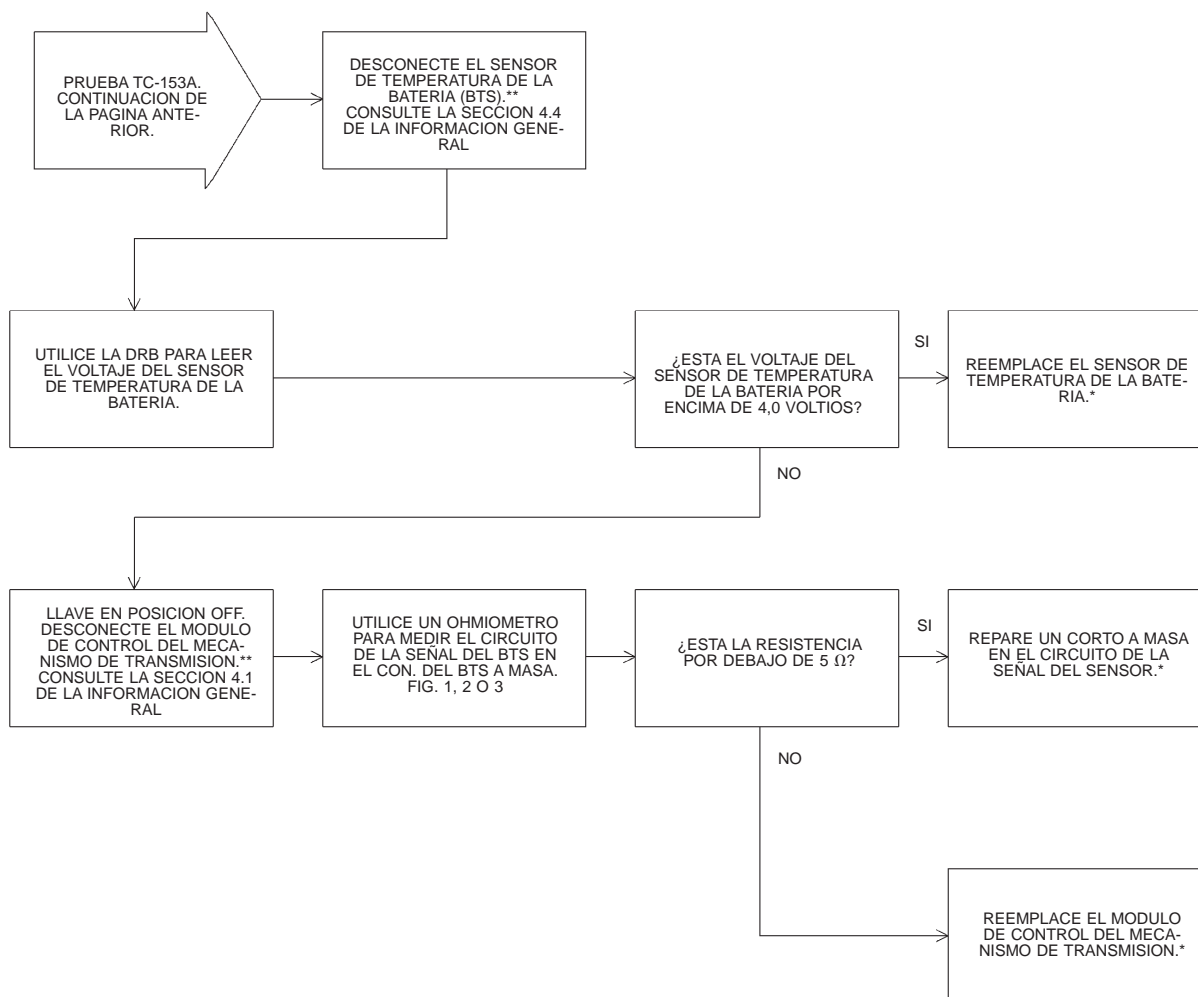 PRUEBA TC-153A.
CONTINUACION DE
LA PAGINA ANTE-
RIOR.
DESCONECTE EL SENSOR
DE TEMPERATURA DE LA
BATERIA (BTS).**
CONSULTE LA SECCION 4.4
DE LA INFORMACION GENE-
RAL
UTILICE LA DRB PARA LEER
EL VOLTAJE DEL SENSOR
DE TEMPERATURA DE LA
BATERIA.
¿ESTA EL VOLTAJE DEL
SENSOR DE TEMPERATURA
DE LA BATERIA POR
ENCIMA DE 4,0 VOLTIOS?
SI
REEMPLACE EL SENSOR DE
TEMPERATURA DE LA BATE-
RIA.*
NO
LLAVE EN POSICION OFF.
DESCONECTE EL MODULO
DE CONTROL DEL MECA-
NISMO DE TRANSMISION.**
CONSULTE LA SECCION 4.1
DE LA INFORMACION GENE-
RAL
UTILICE UN OHMIOMETRO
PARA MEDIR EL CIRCUITO
DE LA SEÑAL DEL BTS EN
EL CON. DEL BTS A MASA.
FIG. 1, 2 O 3
¿ESTA LA RESISTENCIA
POR DEBAJO DE 5 Ω?
SI
REPARE UN CORTO A MASA
EN EL CIRCUITO DE LA
SEÑAL DEL SENSOR.*
NO
REEMPLACE EL MODULO
DE CONTROL DEL MECA-
NISMO DE TRANSMISION.*